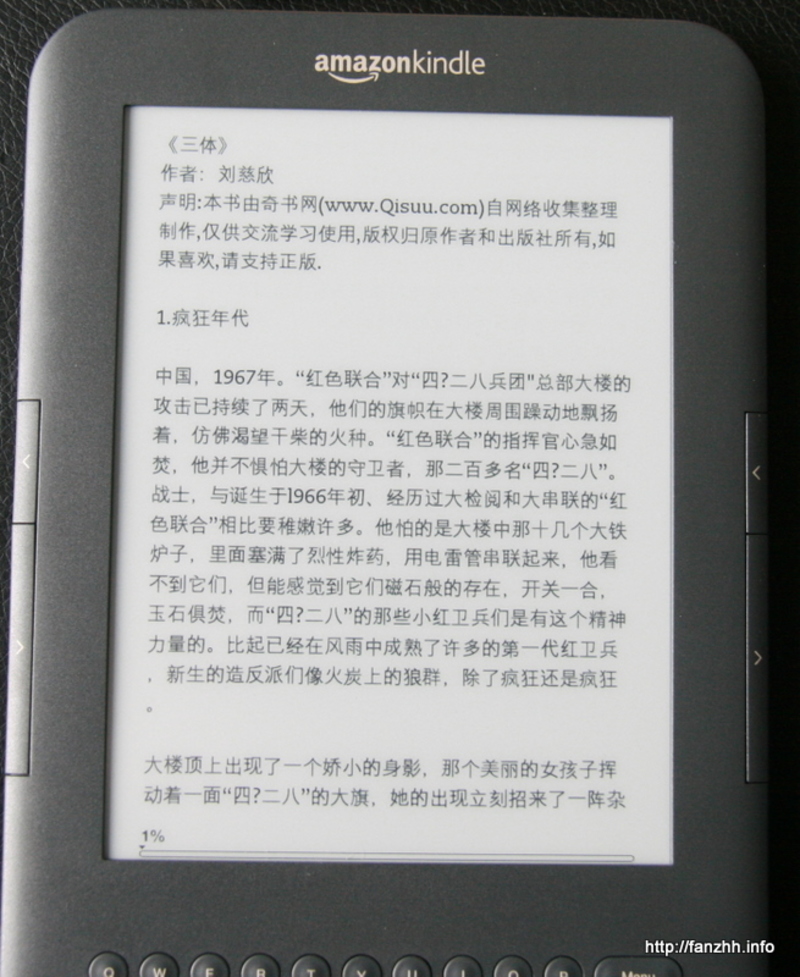 amazonkindle
《三体》
作者：刘慈欣
声明:本书由奇书网(www.Qisuu.com)自网络收集整理
制作,仅供交流学习使用,版权归原作者和出版社所有,如
果喜欢,请支持正版.
1.疯狂年代
中国，1967年。“红色联合”对“四?二八兵团"总部大楼的
攻击已持续了两天，他们的旗帜在大楼周围躁动地飘扬
着，仿佛渴望干柴的火种。“红色联合”的指挥官心急如
焚，他并不惧怕大楼的守卫者，那二百多名“四?二八”。
战士，与诞生于l966年初、经历过大检阅和大串联的“红
色联合”相比要稚嫩许多。他怕的是大楼中那十几个大铁
炉子，里面塞满了烈性炸药，用电雷管串联起来，他看
不到它们，但能感觉到它们磁石般的存在，开关一合，
玉石俱焚，而“四?二八”的那些小红卫兵们是有这个精神
力量的。比起已经在风雨中成熟了许多的第一代红卫兵
，新生的造反派们像火炭上的狼群，除了疯狂还是疯狂
。
大楼顶上出现了一个娇小的身影，那个美丽的女孩子挥
动着一面“四?二八”的大旗，她的出现立刻招来了一阵杂
1%
http://fanzhh.info
Q W E R T Y U I O P Menu